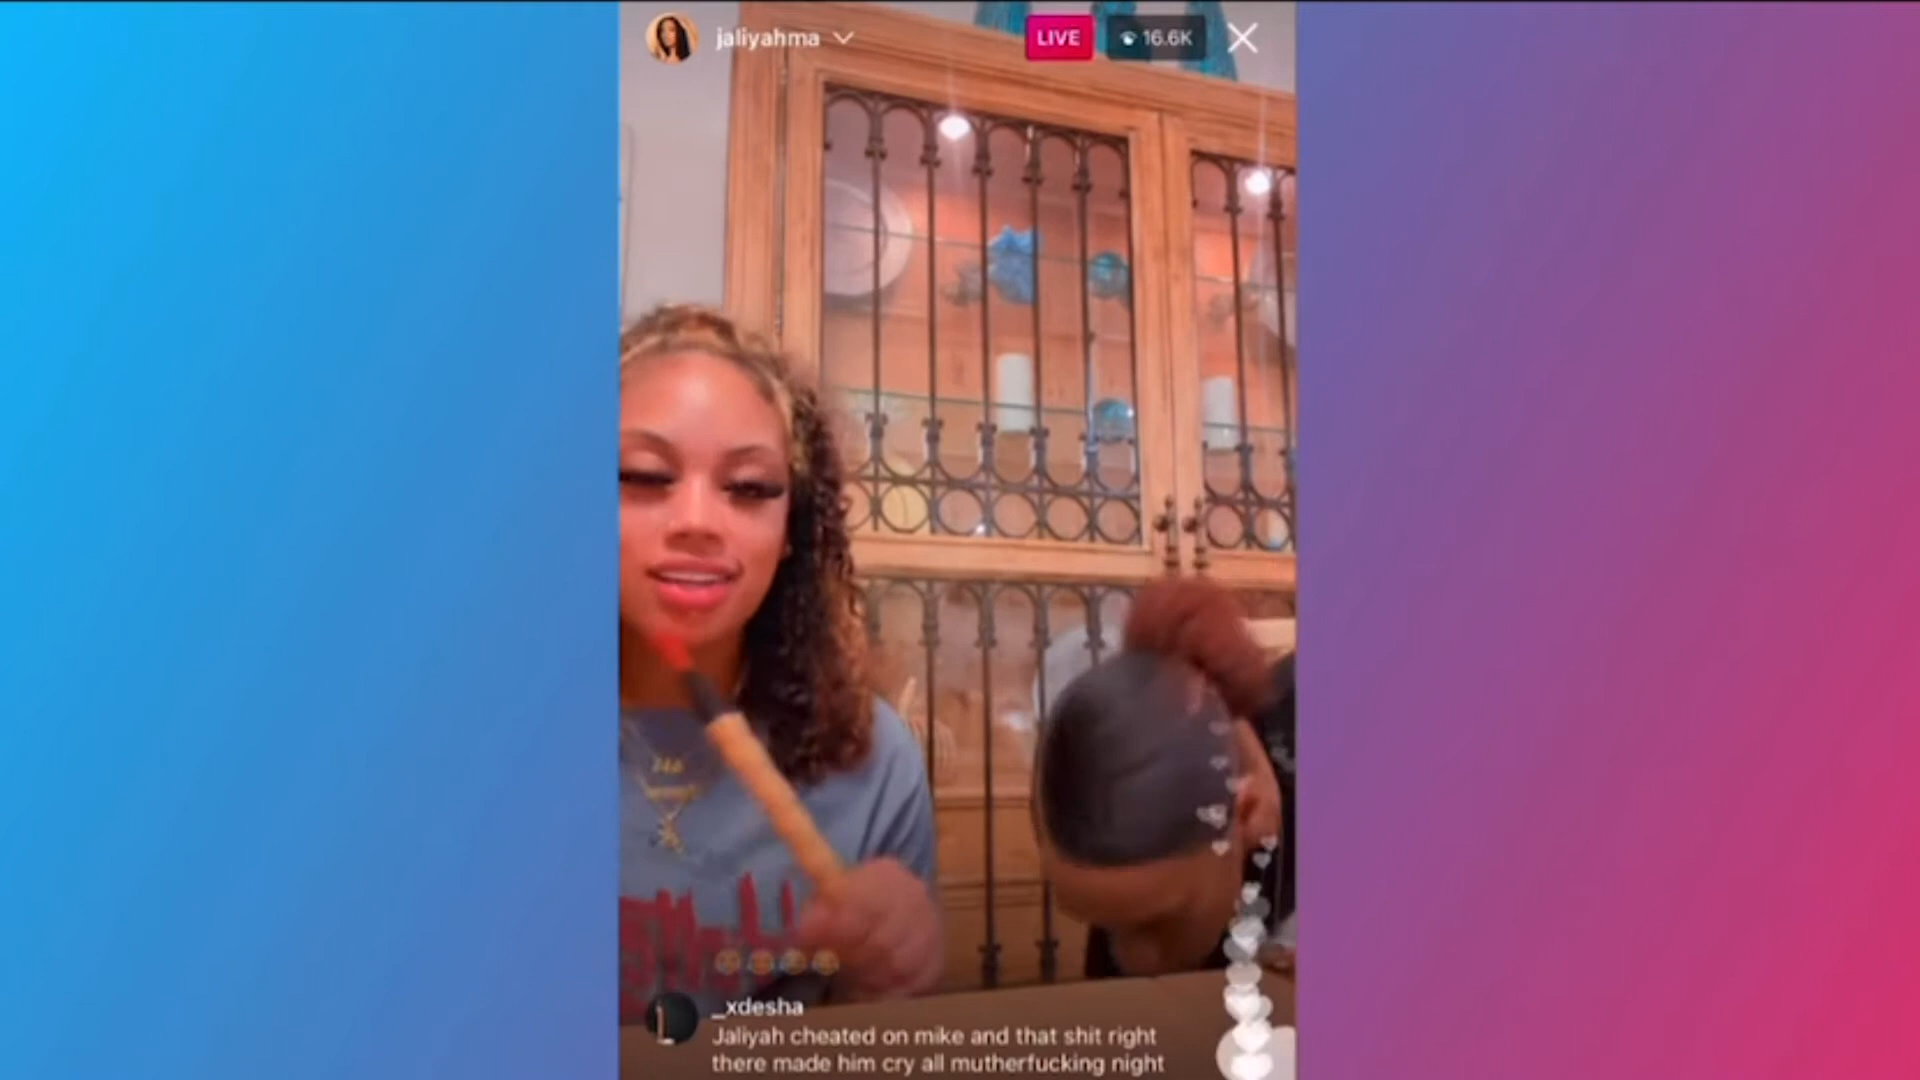 jaliyahma
LIVE
16.6K
_xdesha
Jaliyah cheated on mike and that shit right
there made him cry all mutherfucking night